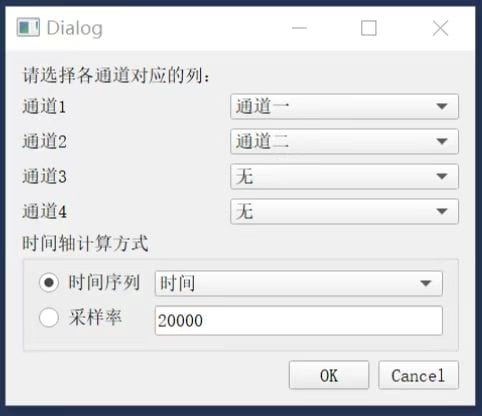 Dialog
请选择各通道对应的列：
通道1 通道一
通道2 通道二
通道3 无
通道4 无
时间轴计算方式
时间序列 时间
采样率 20000
OK Cancel